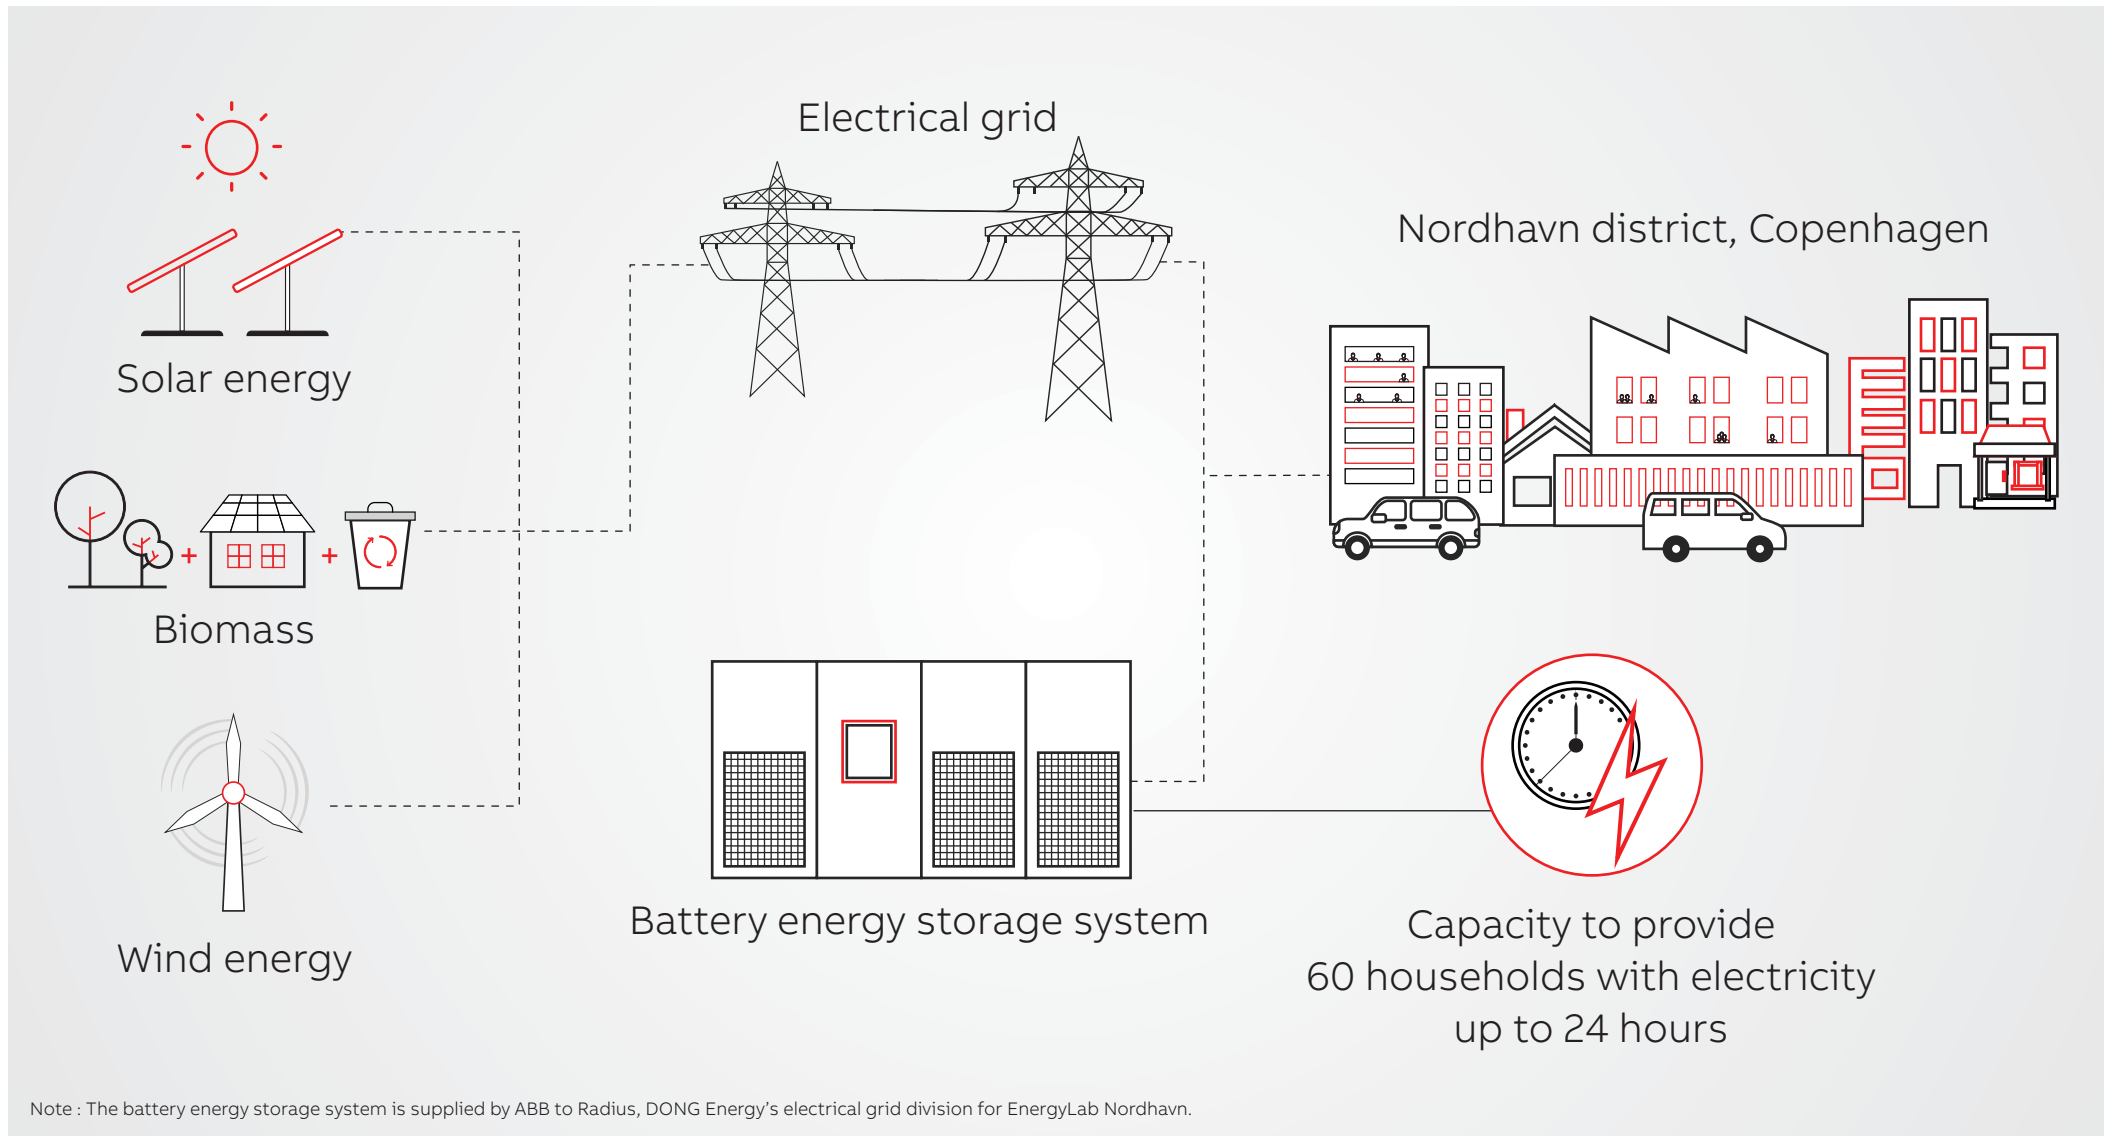 Electrical grid
Nordhavn district, Copenhagen
Solar energy
Biomass
Battery energy storage system
Wind energy
Capacity to provide
60 households with electricity
up to 24 hours
Note : The battery energy storage system is supplied by ABB to Radius, DONG Energy’s electrical grid division for EnergyLab Nordhavn.